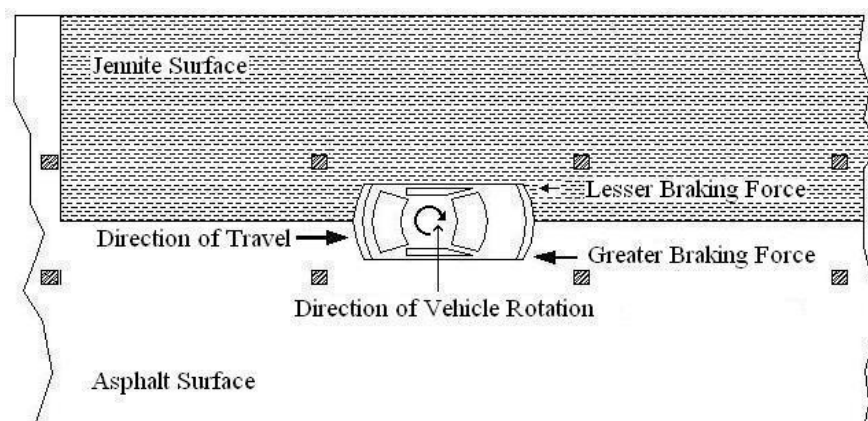 Jennite Surface
Lesser Braking Force
Direction of Travel
Greater Braking Force
Direction of Vehicle Rotation
Asphalt Surface